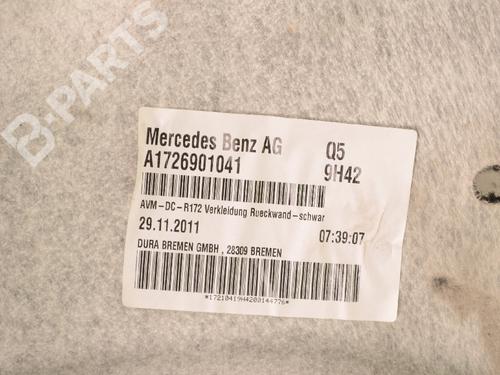 B-PARTS
Mercedes Benz AG Q5
A1726901041 9H42
AVM-DC-R172 Verkleidung Rueckwand-schwar
29.11.2011 07:39:07
DURA BREMEN GMBH , 28309 BREMEN
*17210419H4200144776*